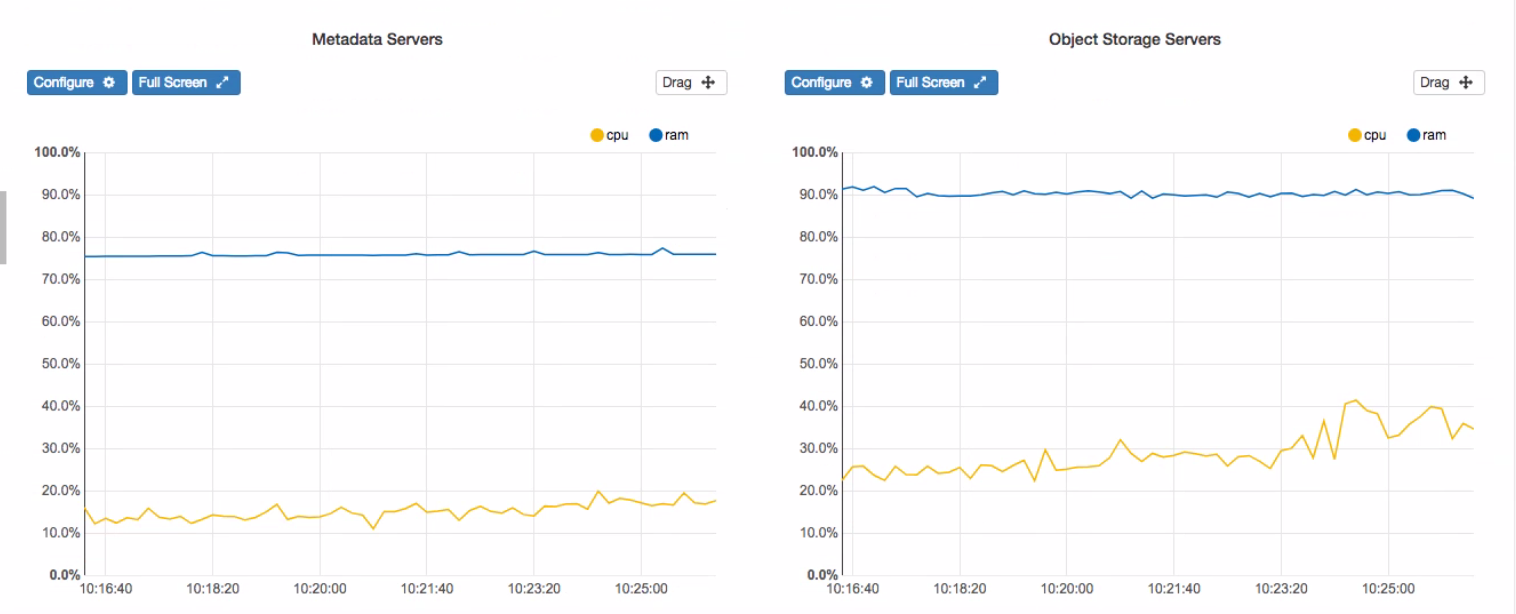 Metadata Servers
Configure Full Screen Drag
cpu ram
100.0%
90.0%
80.0%
70.0%
60.0%
50.0%
40.0%
30.0%
20.0%
10.0%
0.0%
10:16:40 10:18:20 10:20:00 10:21:40 10:23:20 10:25:00
Object Storage Servers
Configure Full Screen Drag
cpu ram
100.0%
90.0%
80.0%
70.0%
60.0%
50.0%
40.0%
30.0%
20.0%
10.0%
0.0%
10:16:40 10:18:20 10:20:00 10:21:40 10:23:20 10:25:00